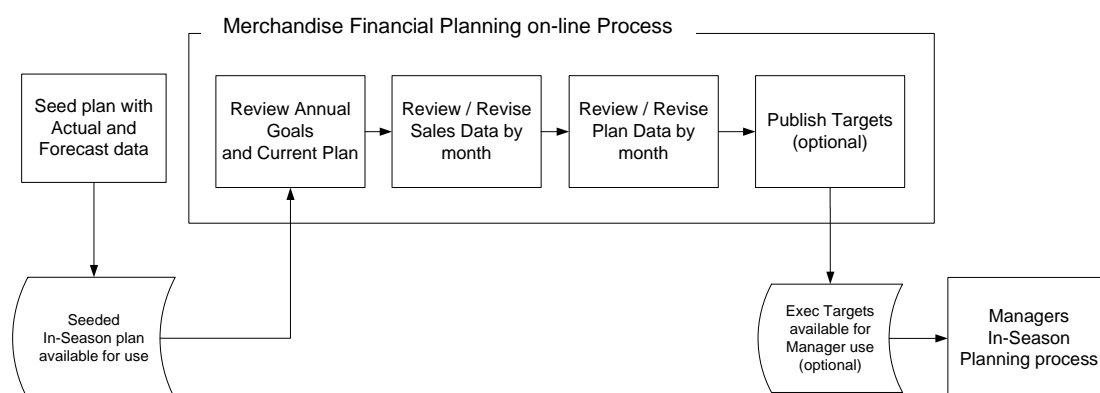 Merchandise Financial Planning on-line Process
Seed plan with
Actual and
Forecast data
Review Annual
Goals
and Current Plan
Review / Revise
Sales Data by
month
Review / Revise
Plan Data by
month
Publish Targets
(optional)
Seeded
In-Season plan
available for use
Exec Targets
available for
Manager use
(optional)
Managers
In-Season
Planning process